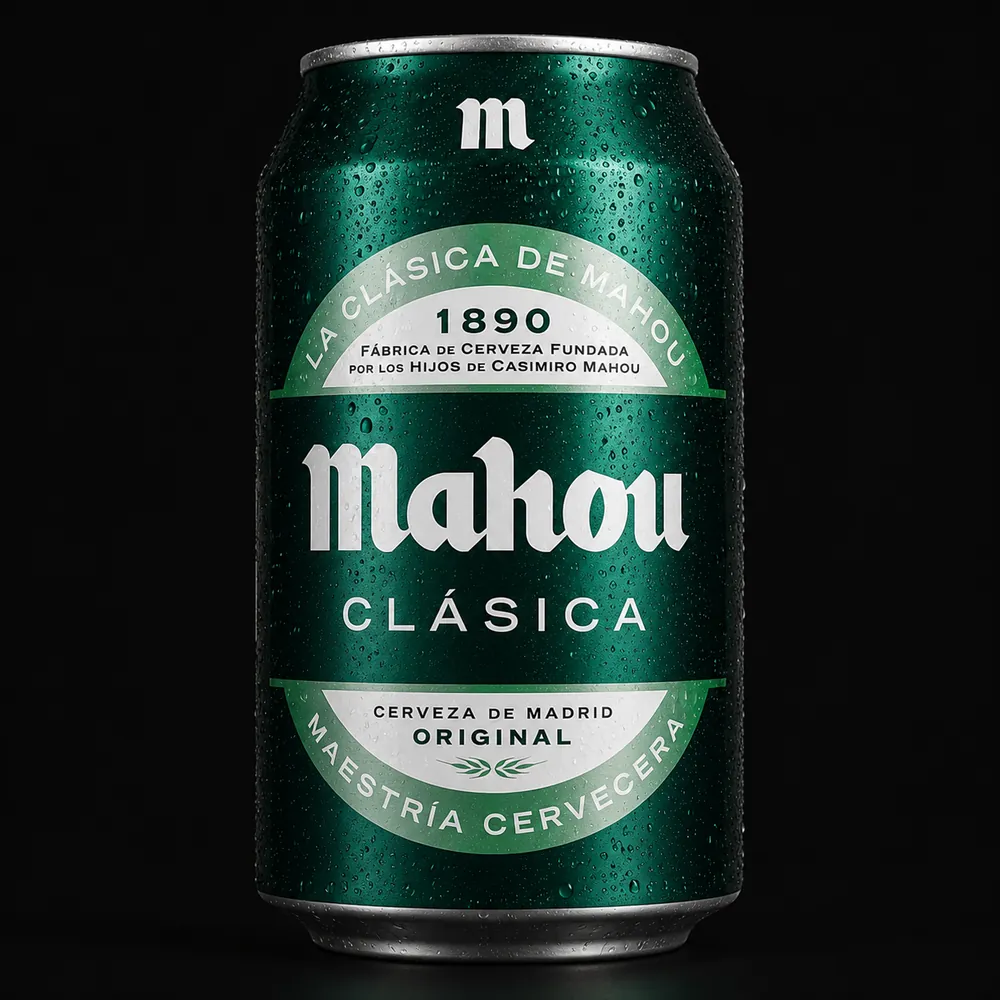 m
LA CLÁSICA DE MAHOU
1890
FÁBRICA DE CERVEZA FUNDADA
POR LOS HIJOS DE CASIMIRO MAHOU
Mahou
CLÁSICA
CERVEZA DE MADRID
ORIGINAL
MAESTRÍA CERVECERA